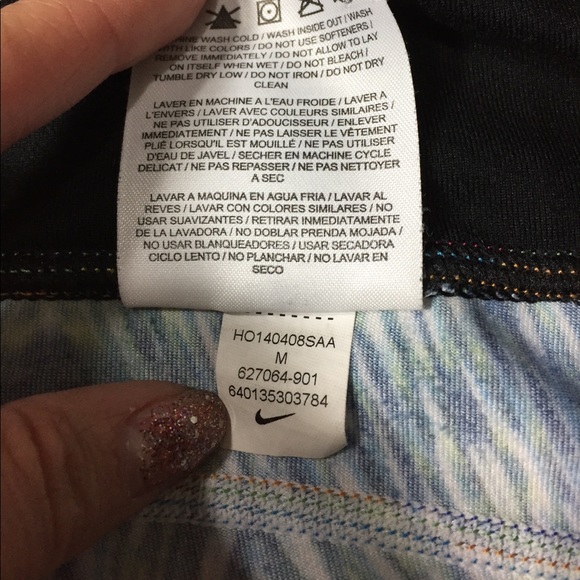 WASH COLD / WASH INSIDE OUT / WASH
WITH LIKE COLORS / DO NOT USE SOFTENERS /
REMOVE IMMEDIATELY / DO NOT ALLOW TO LAY
ON ITSELF WHEN WET / DO NOT BLEACH /
TUMBLE DRY LOW / DO NOT IRON / DO NOT DRY
CLEAN
LAVER EN MACHINE A L'EAU FROIDE / LAVER A
L'ENVERS / LAVER AVEC COULEURS SIMILAIRES /
NE PAS UTILISER D'ADOUCISSEUR / ENLEVER
IMMEDIATEMENT / NE PAS LAISSER LE VÊTEMENT
PLIÉ LORSQU'IL EST MOUILLÉ / NE PAS UTILISER
D'EAU DE JAVEL / SECHER EN MACHINE CYCLE
DELICAT / NE PAS REPASSER / NE PAS NETTOYER
A SEC
LAVAR A MAQUINA EN AGUA FRIA / LAVAR AL
REVES / LAVAR CON COLORES SIMILARES / NO
USAR SUAVIZANTES / RETIRAR INMEDIATAMENTE
DE LA LAVADORA / NO DOBLAR PRENDA MOJADA /
NO USAR BLANQUEADORES / USAR SECADORA
CICLO LENTO / NO PLANCHAR / NO LAVAR EN
SECO
HO140408SAA
M
627064-901
640135303784